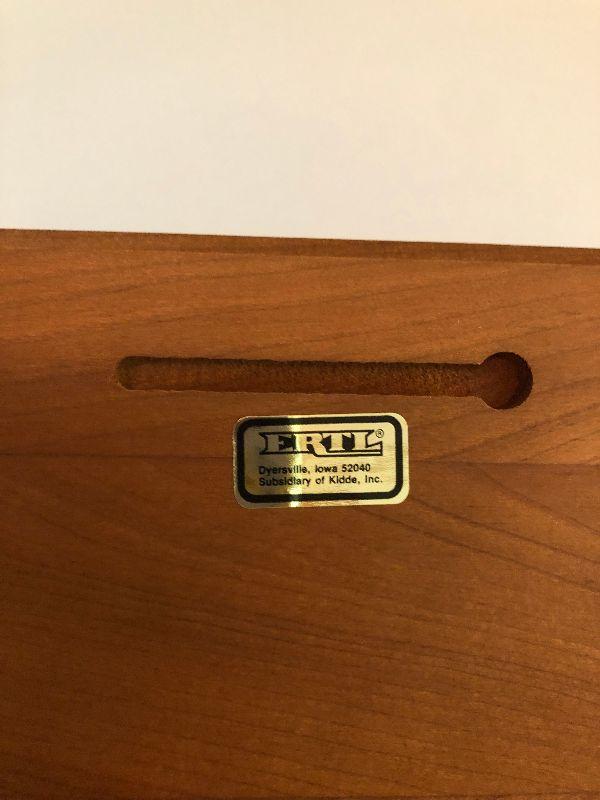 ERTL®
Dyersville, Iowa 52040
Subsidiary of Kidde, Inc.